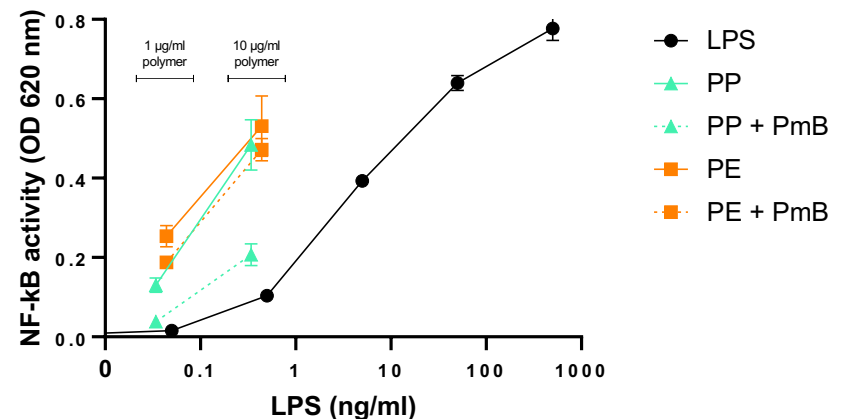 NF-kB activity (OD 620 nm)
0.8
0.6
0.4
0.2
0.0
1 µg/ml
polymer
10 µg/ml
polymer
0
0.1
1
10
100
1000
LPS (ng/ml)
LPS
PP
PP + PmB
PE
PE + PmB